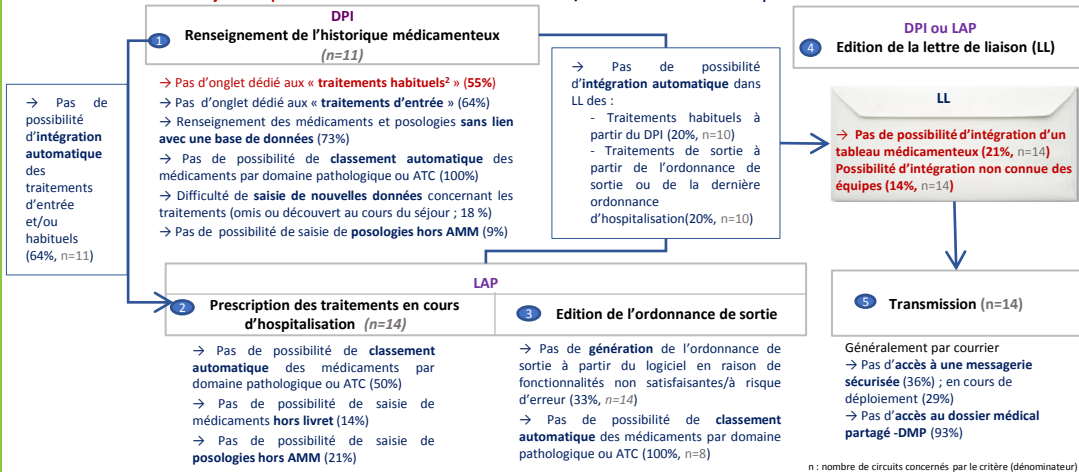 DPI
1
Renseignement de l'historique médicamenteux
(n=11)
→ Pas d'onglet dédié aux « traitements habituels² » (55%)
→ Pas d'onglet dédié aux « traitements d'entrée » (64%)
→ Renseignement des médicaments et posologies sans lien
avec une base de données (73%)
→ Pas de possibilité de classement automatique des
médicaments par domaine pathologique ou ATC (100%)
→ Difficulté de saisie de nouvelles données concernant les
traitements (omis ou découvert au cours du séjour ; 18 %)
→ Pas de possibilité de saisie de posologies hors AMM (9%)
→ Pas de
possibilité
d'intégration
automatique
des
traitements
d'entrée
et/ou
habituels
(64%, n=11)
→ Pas de possibilité
d'intégration automatique dans
LL des :
- Traitements habituels à
partir du DPI (20%, n=10)
- Traitements de sortie à
partir de l'ordonnance de
sortie ou de la dernière
ordonnance
d'hospitalisation(20%, n=10)
DPI ou LAP
4
Edition de la lettre de liaison (LL)
LL
→ Pas de possibilité d'intégration d'un
tableau médicamenteux (21%, n=14)
Possibilité d'intégration non connue des
équipes (14%, n=14)
LAP
2
Prescription des traitements en cours
d'hospitalisation (n=14)
→ Pas de possibilité de classement
automatique des médicaments par
domaine pathologique ou ATC (50%)
→ Pas de possibilité de saisie de
médicaments hors livret (14%)
→ Pas de possibilité de saisie de
posologies hors AMM (21%)
3
Edition de l'ordonnance de sortie
→ Pas de génération de l'ordonnance de
sortie à partir du logiciel en raison de
fonctionnalités non satisfaisantes/à risque
d'erreur (33%, n=14)
→ Pas de possibilité de classement
automatique des médicaments par domaine
pathologique ou ATC (100%, n=8)
5
Transmission (n=14)
Généralement par courrier
→ Pas d'accès à une messagerie
sécurisée (36%) ; en cours de
déploiement (29%)
→ Pas d'accès au dossier médical
partagé -DMP (93%)
n : nombre de circuits concernés par le critère (dénominateur)